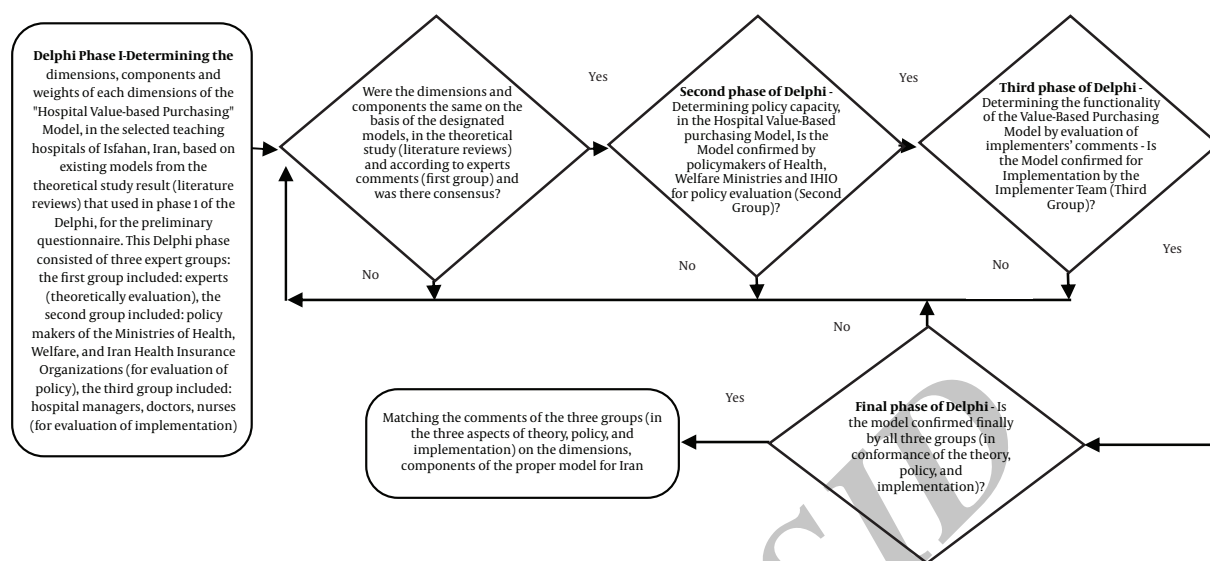 Delphi Phase I-Determining the
dimensions, components and
weights of each dimensions of the
"Hospital Value-based Purchasing"
Model, in the selected teaching
hospitals of Isfahan, Iran, based on
existing models from the
theoretical study result (literature
reviews) that used in phase 1 of the
Delphi, for the preliminary
questionnaire. This Delphi phase
consisted of three expert groups:
the first group included: experts
(theoretically evaluation), the
second group included: policy
makers of the Ministries of Health,
Welfare, and Iran Health Insurance
Organizations (for evaluation of
policy), the third group included:
hospital managers, doctors, nurses
(for evaluation of implementation)
Were the dimensions and
components the same on the
basis of the designated
models, in the theoretical
study (literature reviews)
and according to experts
comments (first group) and
was there consensus?
Yes
No
Second phase of Delphi -
Determining policy capacity,
in the Hospital Value-Based
purchasing Model, Is the
Model confirmed by
policymakers of Health,
Welfare Ministries and IHIO
for policy evaluation (Second
Group)?
Yes
No
Third phase of Delphi -
Determining the functionality
of the Value-Based Purchasing
Model by evaluation of
implementers' comments - Is
the Model confirmed for
Implementation by the
Implementer Team (Third
Group)?
Yes
No
Final phase of Delphi - Is
the model confirmed finally
by all three groups (in
conformance of the theory,
policy, and
implementation)?
No
Yes
Matching the comments of the three groups (in
the three aspects of theory, policy, and
implementation) on the dimensions,
components of the proper model for Iran
SID